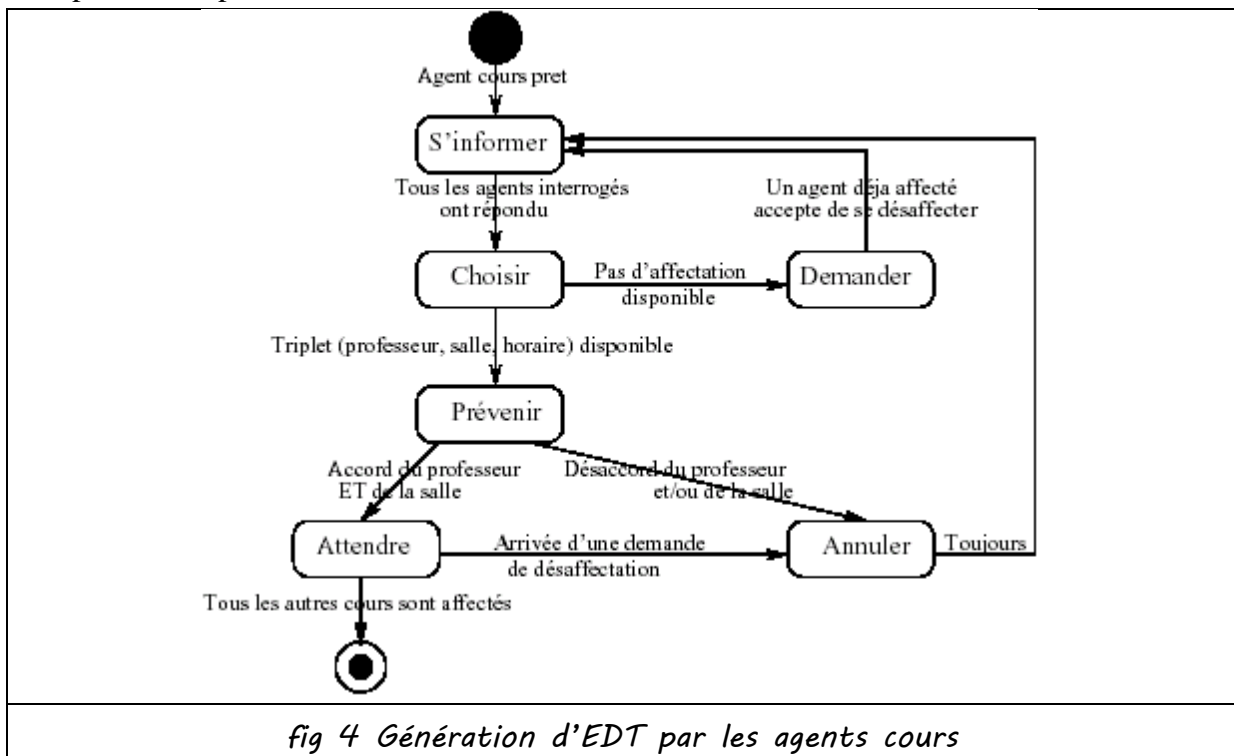 Agent cours pret
S'informer
Tous les agents interrogés
ont répondu
Un agent déja affecté
accepte de se désaffecter
Choisir
Pas d'affectation
disponible
Demander
Triplet (professeur, salle, horaire) disponible
Prévenir
Accord du professeur
ET de la salle
Désaccord du professeur
et/ou de la salle
Attendre
Arrivée d'une demande
de désaffectation
Annuler
Toujours
Tous les autres cours sont affectés
fig 4 Génération d'EDT par les agents cours